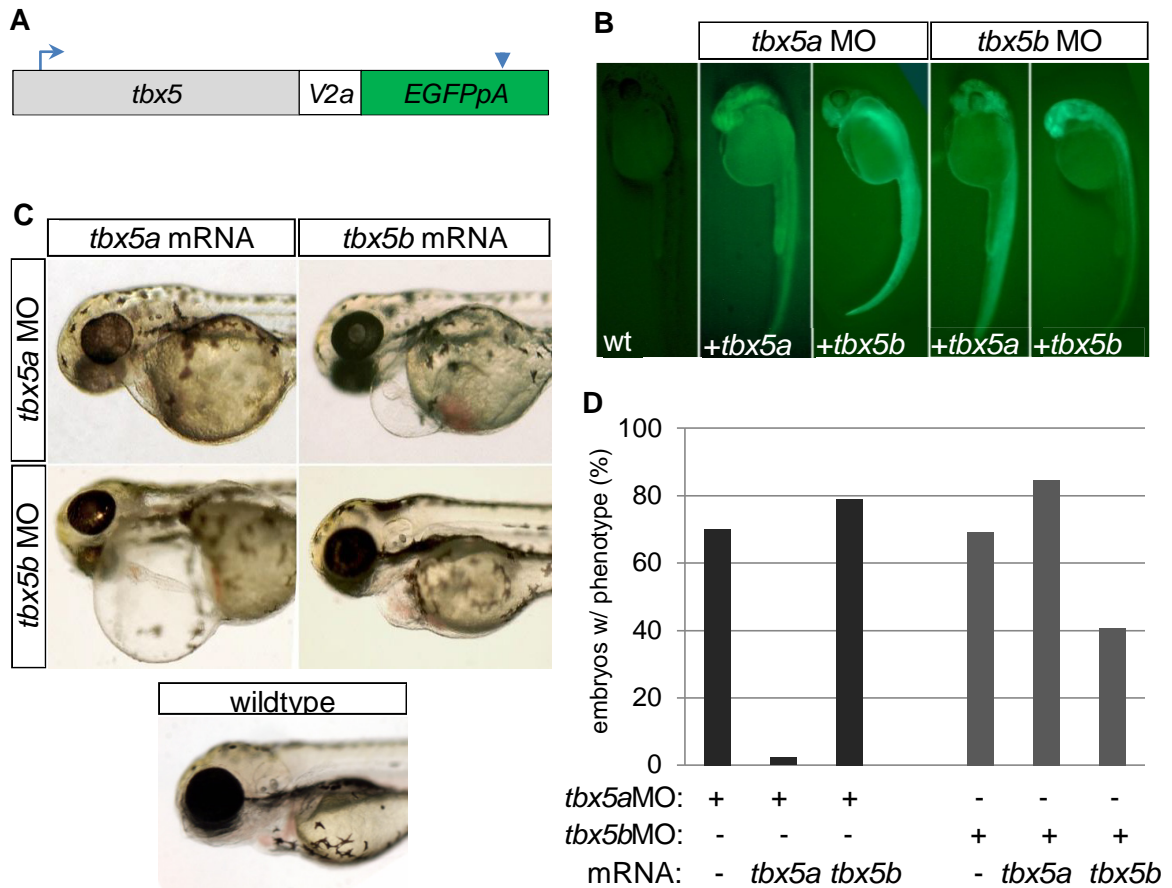 A
tbx5 V2a EGFPpA
B
tbx5a MO tbx5b MO
wt +tbx5a +tbx5b +tbx5a +tbx5b
C
tbx5a mRNA tbx5b mRNA
tbx5a MO
tbx5b MO
wildtype
D
embryos w/ phenotype (%)
100
80
60
40
20
0
tbx5aMO: + + + - - -
tbx5bMO: - - - + + +
mRNA: - tbx5a tbx5b - tbx5a tbx5b